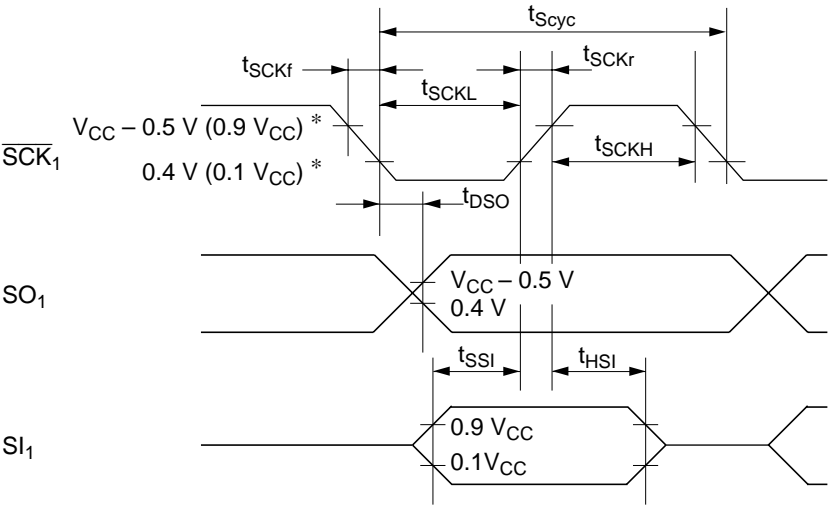 tScyc
tSCKf
tSCKr
tSCKL
VCC – 0.5 V (0.9 VCC) *
SCK1
tSCKH
0.4 V (0.1 VCC) *
tDSO
VCC – 0.5 V
SO1
0.4 V
tSSI
tHSI
0.9 VCC
SI1
0.1VCC